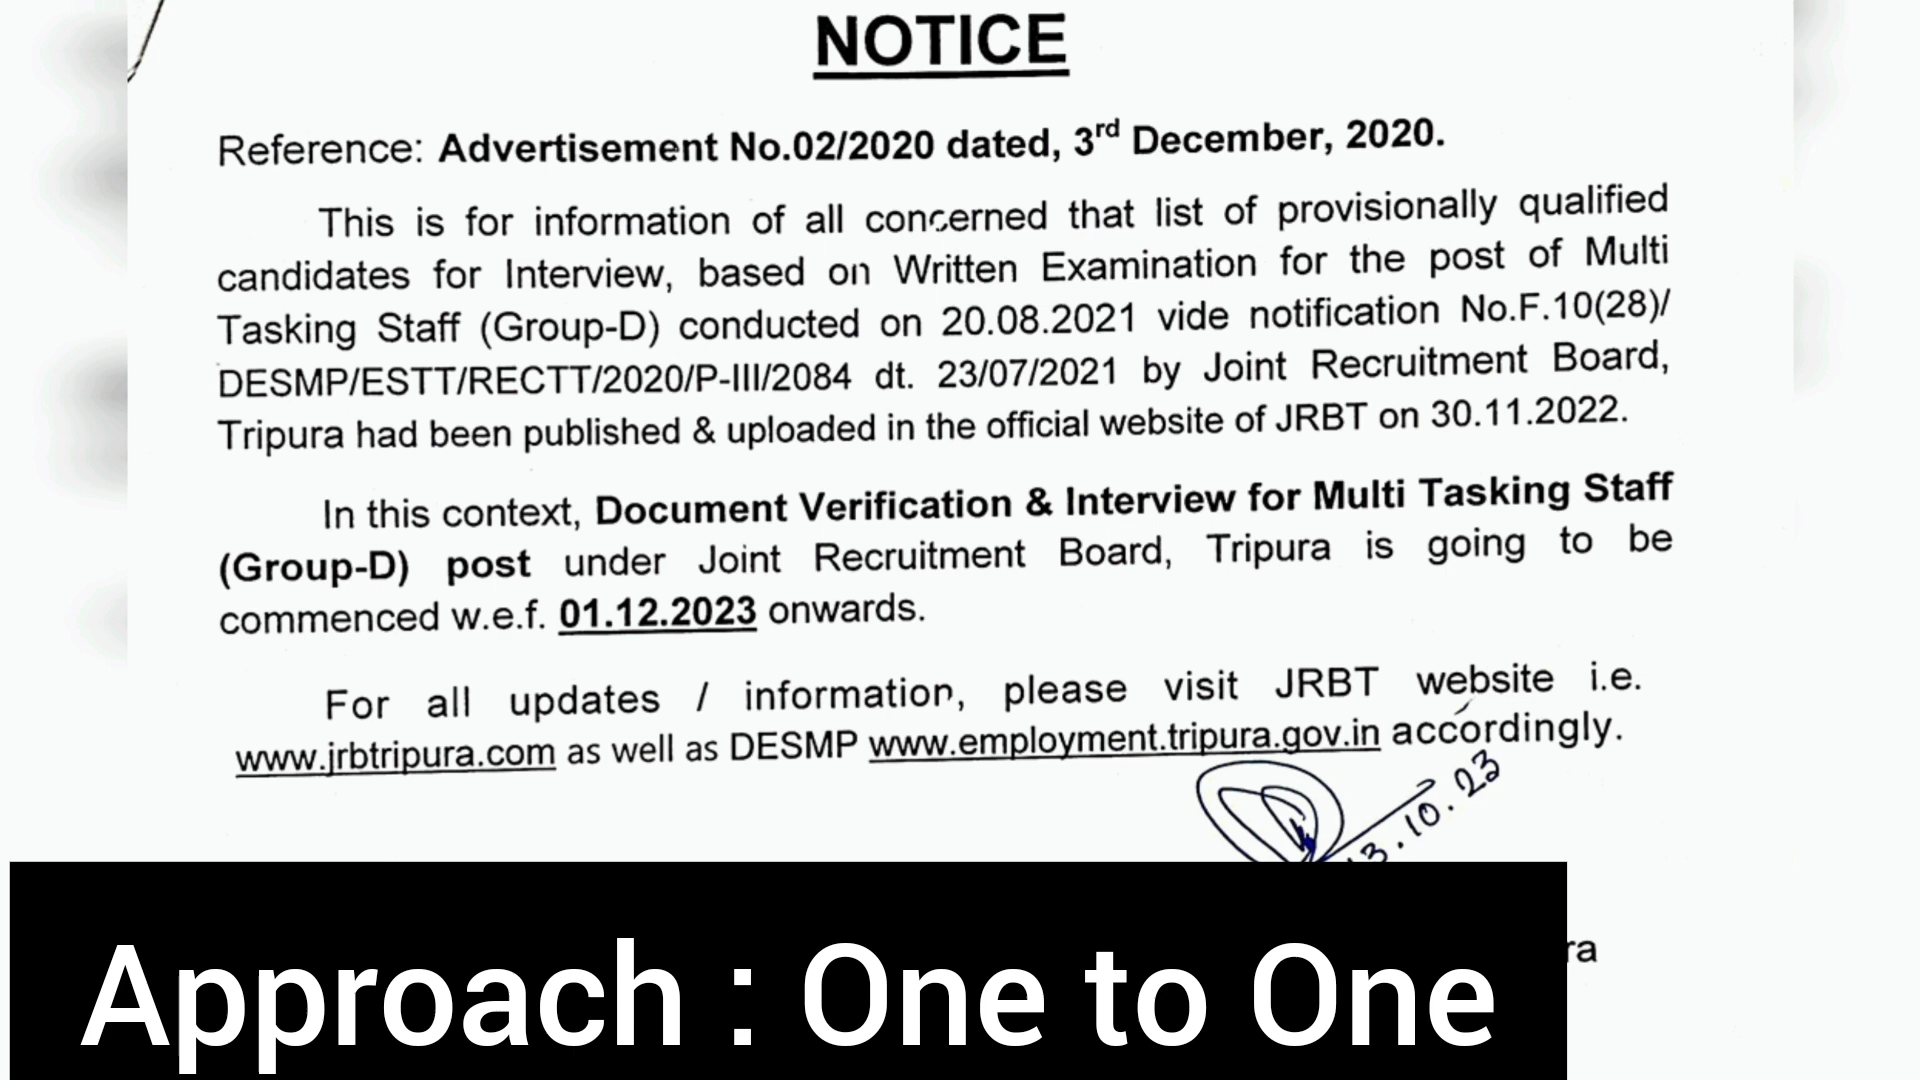 NOTICE
Reference: Advertisement No.02/2020 dated, 3rd December, 2020.
This is for information of all concerned that list of provisionally qualified
candidates for Interview, based on Written Examination for the post of Multi
Tasking Staff (Group-D) conducted on 20.08.2021 vide notification No.F.10(28)/
DESMP/ESTT/RECTT/2020/P-III/2084 dt. 23/07/2021 by Joint Recruitment Board,
Tripura had been published & uploaded in the official website of JRBT on 30.11.2022.
In this context, Document Verification & Interview for Multi Tasking Staff
(Group-D) post under Joint Recruitment Board, Tripura is going to be
commenced w.e.f. 01.12.2023 onwards.
For all updates / information, please visit JRBT website i.e.
www.jrbtripura.com as well as DESMP www.employment.tripura.gov.in accordingly.
3.10.23
ra
Approach : One to One